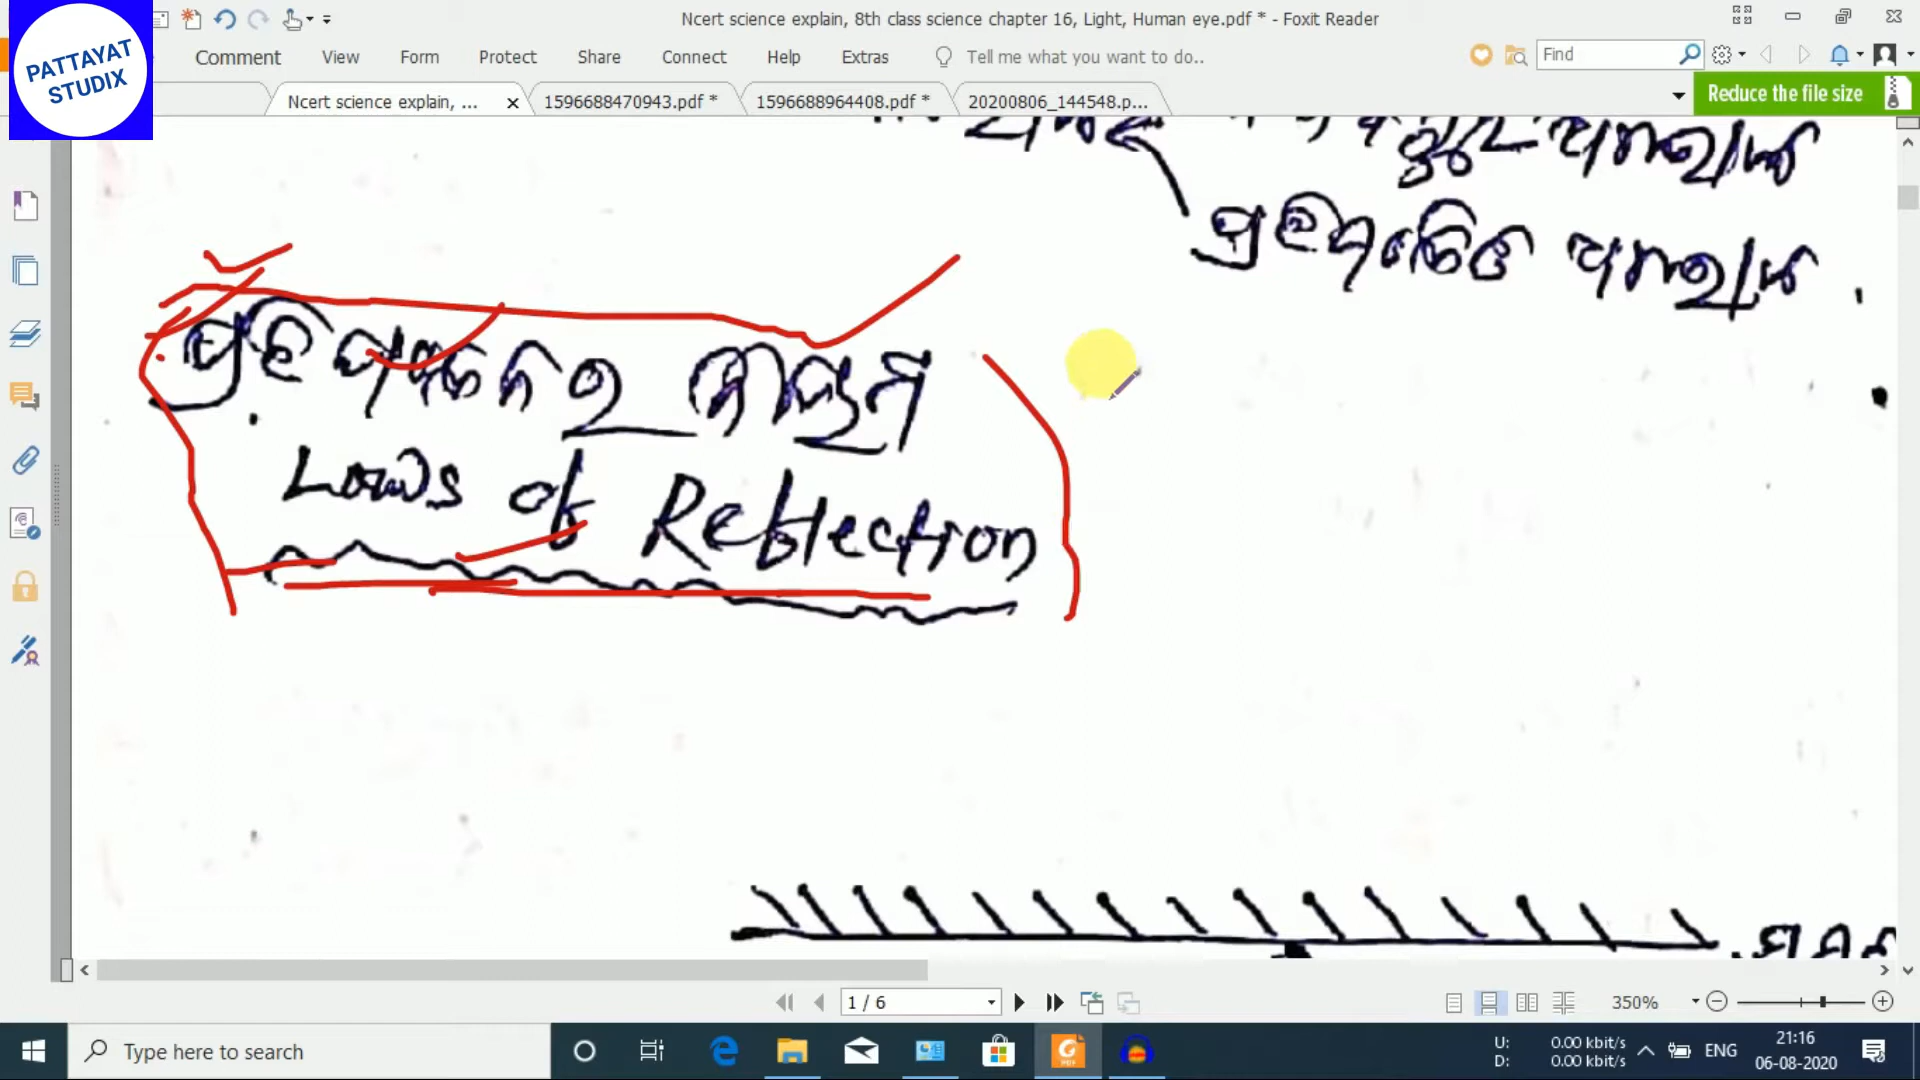 Ncert science explain, 8th class science chapter 16, Light, Human eye.pdf * - Foxit Reader
PATTAYAT
STUDIX
Comment View Form Protect Share Connect Help Extras Tell me what you want to do.. Find
Ncert science explain, ... 1596688470943.pdf * 1596688964408.pdf * 20200806_144548.p... Reduce the file size
ପ୍ରତିଫଳନର ନିୟମ
Laws of Reflection
1 / 6 350%
Type here to search
U: 0.00 kbit/s
D: 0.00 kbit/s
ENG
21:16
06-08-2020